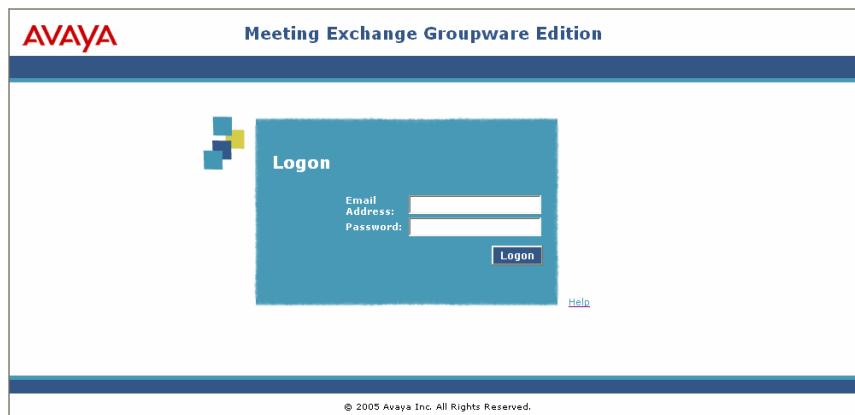 AVAYA
Meeting Exchange Groupware Edition
Logon
Email
Address:
Password:
Logon
Help
© 2005 Avaya Inc. All Rights Reserved.